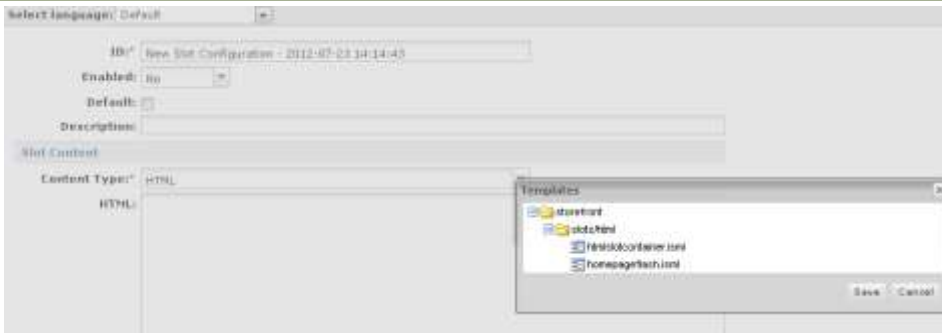 Select language: Default
ID:* New Slot Configuration - 2012-07-23 14:14:43
Enabled: No
Default:
Description:
Slot Content
Content Type:* HTML
HTML:
Templates
storefront
slots/html
htmlslotcontainer.isml
homepageflash.isml
Save Cancel